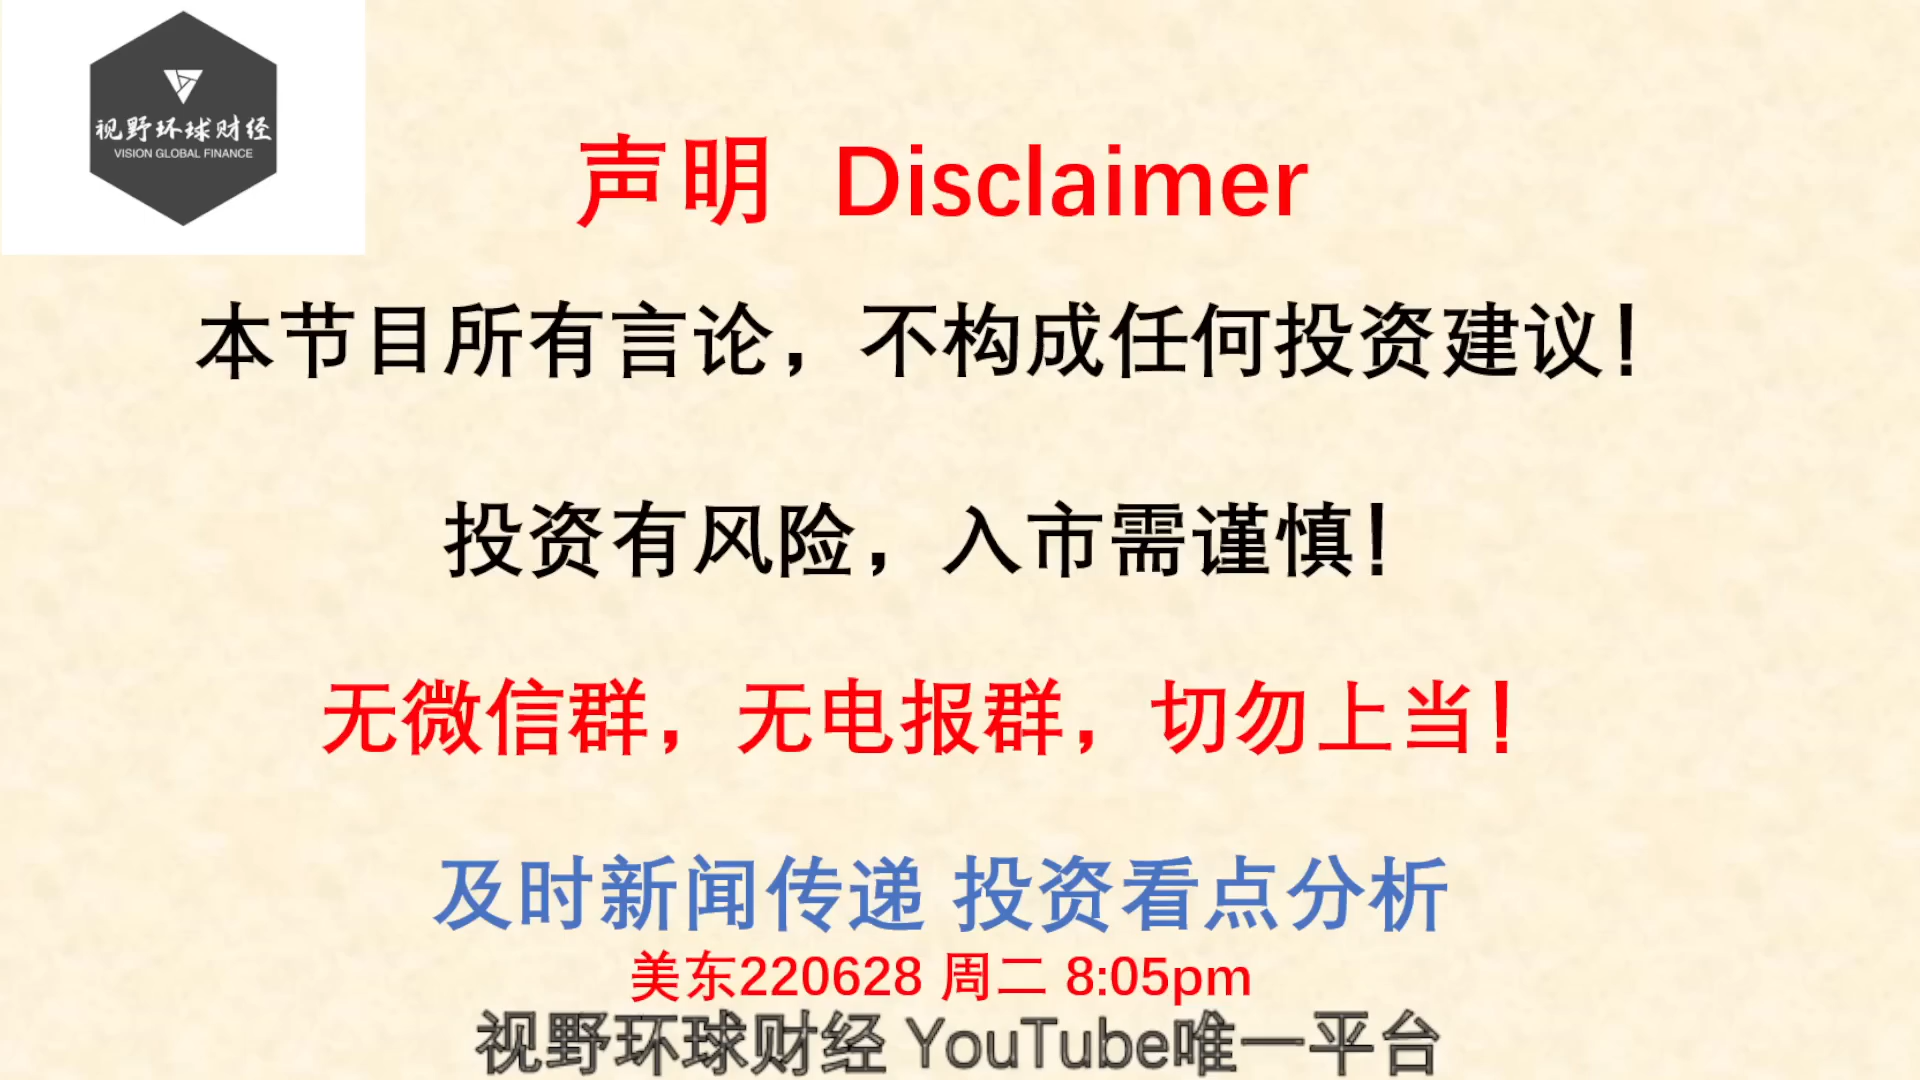 视野环球财经
VISION GLOBAL FINANCE
声明 Disclaimer
本节目所有言论，不构成任何投资建议！
投资有风险，入市需谨慎！
无微信群，无电报群，切勿上当！
及时新闻传递 投资看点分析
美东220628 周二 8:05pm
视野环球财经 YouTube唯一平台